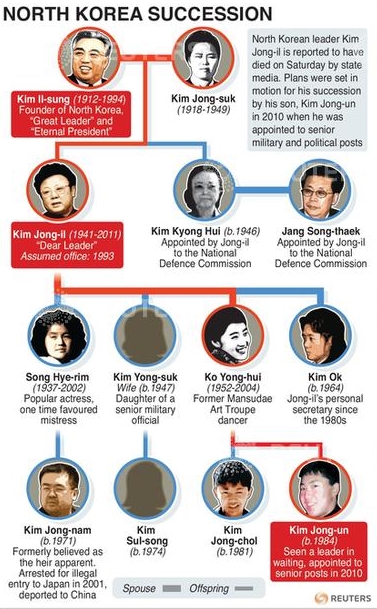 NORTH KOREA SUCCESSION
Kim Il-sung (1912-1994)
Founder of North Korea,
"Great Leader" and
"Eternal President"
Kim Jong-suk
(1918-1949)
North Korean leader Kim
Jong-il is reported to have
died on Saturday by state
media. Plans were set in
motion for his succession
by his son, Kim Jong-un
in 2010 when he was
appointed to senior
military and political posts
Kim Jong-il (1941-2011)
"Dear Leader"
Assumed office: 1993
Kim Kyong Hui (b.1946)
Appointed by Jong-il
to the National
Defence Commission
Jang Song-thaek
Appointed by Jong-il
to the National
Defence Commission
Song Hye-rim
(1937-2002)
Popular actress,
one time favoured
mistress
Kim Yong-suk
Wife (b.1947)
Daughter of a
senior military
official
Ko Yong-hui
(1952-2004)
Former Mansudae
Art Troupe
dancer
Kim Ok
(b.1964)
Jong-il's personal
secretary since
the 1980s
Kim Jong-nam
(b.1971)
Formerly believed as
the heir apparent.
Arrested for illegal
entry to Japan in 2001,
deported to China
Kim
Sul-song
(b.1974)
Kim
Jong-chol
(b.1981)
Kim Jong-un
(b.1984)
Seen a leader in
waiting, appointed to
senior posts in 2010
Spouse
Offspring
REUTERS